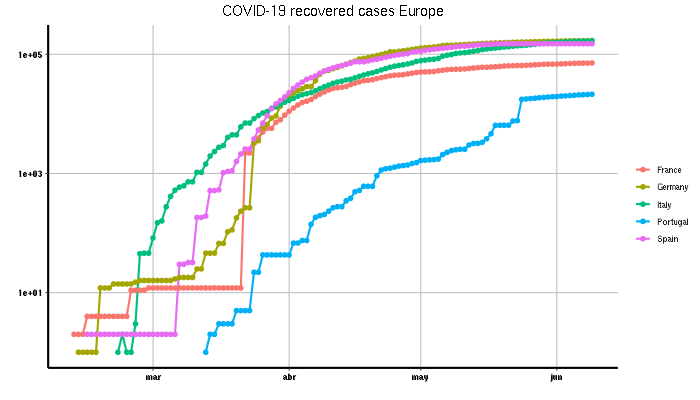 COVID-19 recovered cases Europe
1e+05
1e+03
1e+01
mar
abr
may
jun
France
Germany
Italy
Portugal
Spain